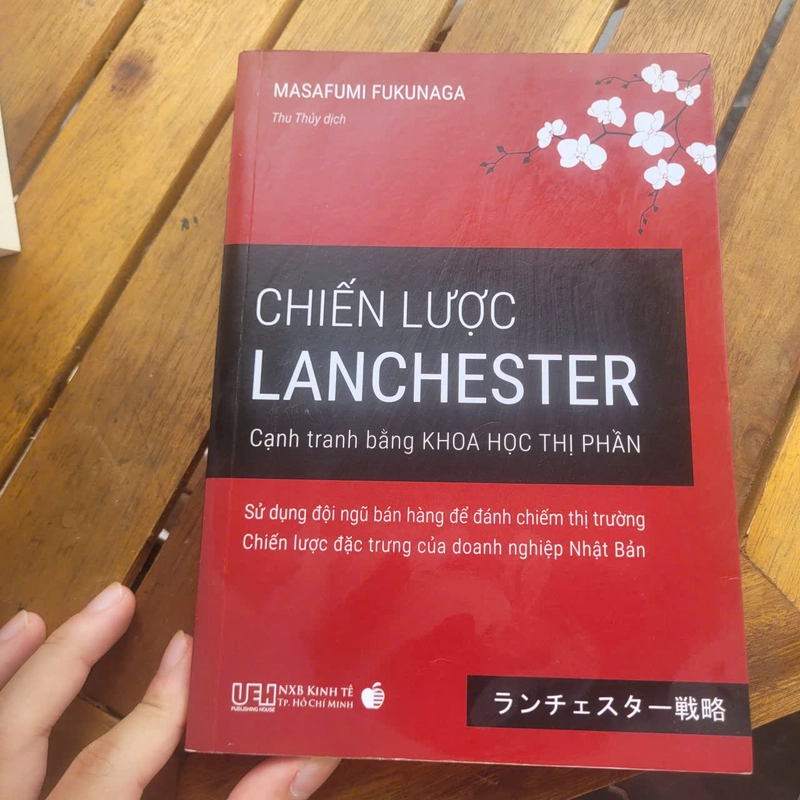 MASAFUMI FUKUNAGA
Thu Thủy dịch
CHIẾN LƯỢC
LANCHESTER
Cạnh tranh bằng KHOA HỌC THỊ PHẦN
Sử dụng đội ngũ bán hàng để đánh chiếm thị trường
Chiến lược đặc trưng của doanh nghiệp Nhật Bản
UEH
PUBLISHING HOUSE
NXB KINH TẾ
TP. HỒ CHÍ MINH
ランチェスター戦略